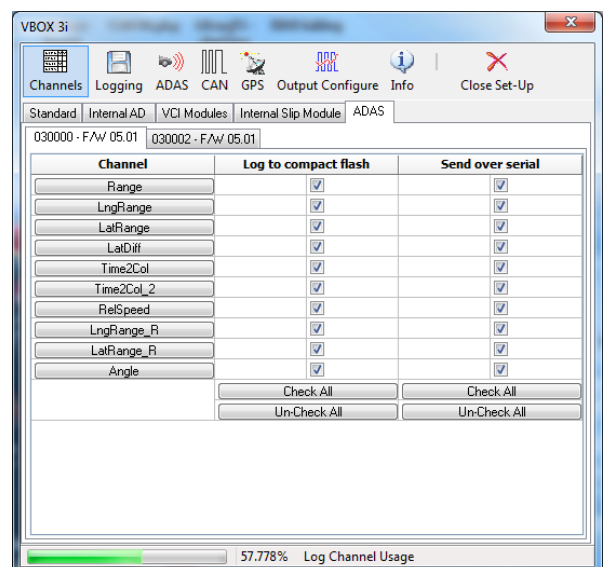 VBOX 3i
Channels Logging ADAS CAN GPS Output Configure Info Close Set-Up
Standard Internal AD VCI Modules Internal Slip Module ADAS
030000 - F/W 05.01 030002 - F/W 05.01
Channel Log to compact flash Send over serial
Range
LngRange
LatRange
LatDiff
Time2Col
Time2Col_2
RelSpeed
LngRange_R
LatRange_R
Angle
Check All Check All
Un-Check All Un-Check All
57.778% Log Channel Usage